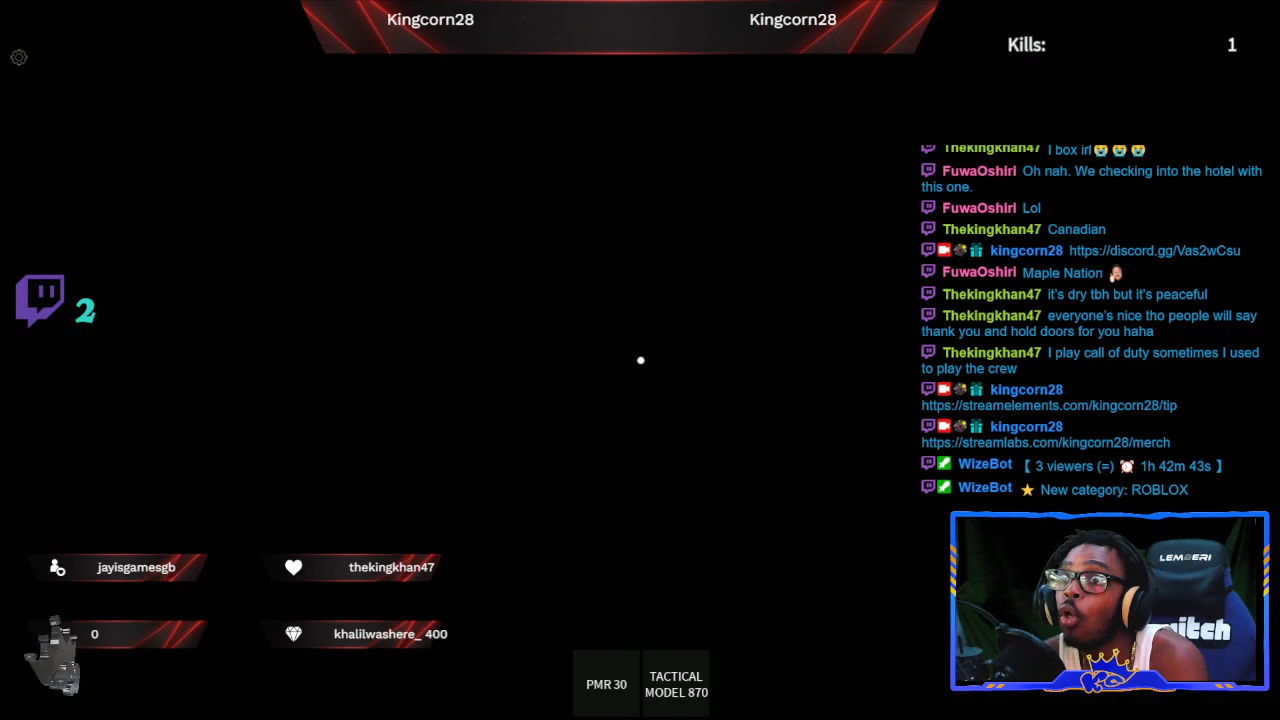 Kingcorn28
Kingcorn28
Kills: 1
Thekingkhan47 I box irl😭😭😭
FuwaOshiri Oh nah. We checking into the hotel with
this one.
FuwaOshiri Lol
Thekingkhan47 Canadian
kingcorn28 https://discord.gg/Vas2wCsu
FuwaOshiri Maple Nation
Thekingkhan47 it's dry tbh but it's peaceful
Thekingkhan47 everyone's nice tho people will say
thank you and hold doors for you haha
Thekingkhan47 I play call of duty sometimes I used
to play the crew
kingcorn28
https://streamelements.com/kingcorn28/tip
kingcorn28
https://streamlabs.com/kingcorn28/merch
WizeBot 【 3 viewers (=) ⏰ 1h 42m 43s 】
WizeBot ⭐ New category: ROBLOX
2
jayisgamesgb
thekingkhan47
0
khalilwashere_ 400
PMR 30
TACTICAL
MODEL 870
LEMBERI
twitch